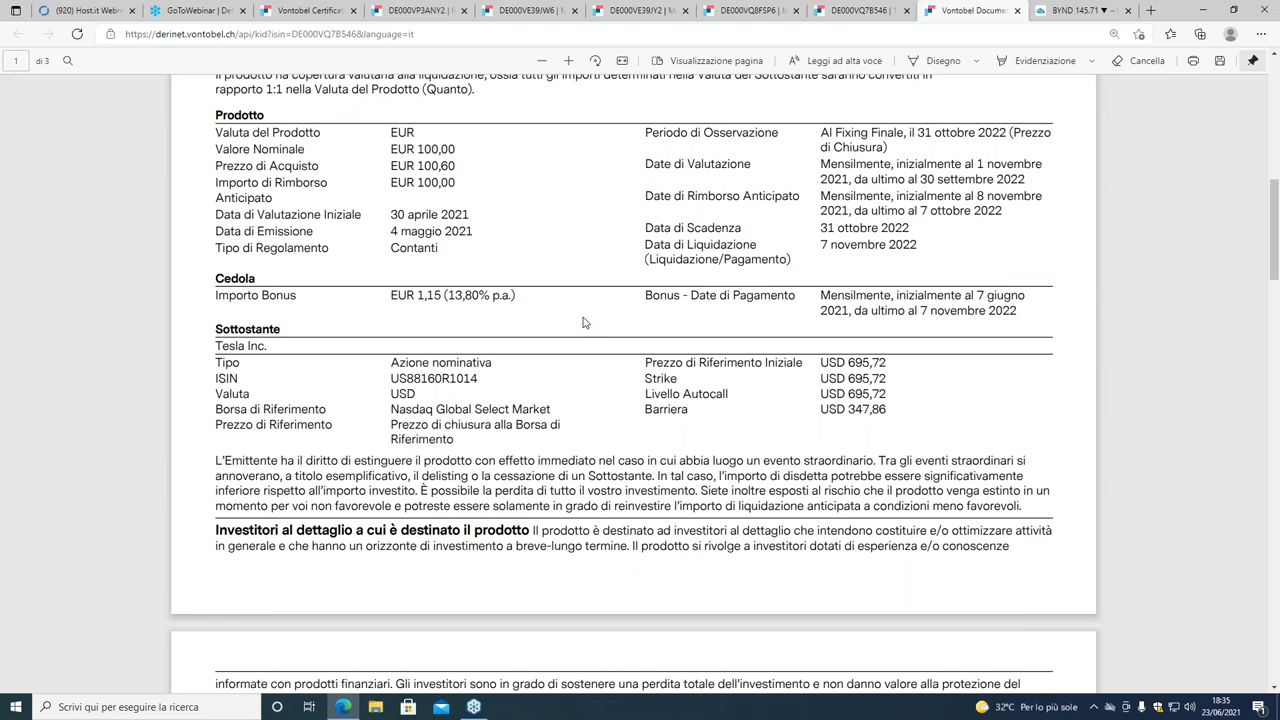 (920) Host.it Webm
GoToWebinar | Det
Vontobel Certificat
DE000VP3ANY2 | M
DE000VE39JW6 | M
DE000VE39JY2 | M
DE000VQ8FSP6 | M
DE000VQ7B546 | 1
Vontobel Docume
BYND 145.71 ▼ −
https://derinet.vontobel.ch/api/kid?isin=DE000VQ7B546&language=it
1 di 3
Visualizzazione pagina
Leggi ad alta voce
Disegno
Evidenziazione
Cancella
Il prodotto ha copertura valutaria alla liquidazione, ossia tutti gli importi determinati nella Valuta del Sottostante saranno convertiti in
rapporto 1:1 nella Valuta del Prodotto (Quanto).
Prodotto
Valuta del Prodotto EUR
Valore Nominale EUR 100,00
Prezzo di Acquisto EUR 100,60
Importo di Rimborso EUR 100,00
Anticipato
Data di Valutazione Iniziale 30 aprile 2021
Data di Emissione 4 maggio 2021
Tipo di Regolamento Contanti
Periodo di Osservazione Al Fixing Finale, il 31 ottobre 2022 (Prezzo
di Chiusura)
Date di Valutazione Mensilmente, inizialmente al 1 novembre
2021, da ultimo al 30 settembre 2022
Date di Rimborso Anticipato Mensilmente, inizialmente al 8 novembre
2021, da ultimo al 7 ottobre 2022
Data di Scadenza 31 ottobre 2022
Data di Liquidazione 7 novembre 2022
(Liquidazione/Pagamento)
Cedola
Importo Bonus EUR 1,15 (13,80% p.a.)
Bonus - Date di Pagamento Mensilmente, inizialmente al 7 giugno
2021, da ultimo al 7 novembre 2022
Sottostante
Tesla Inc.
Tipo Azione nominativa
ISIN US88160R1014
Valuta USD
Borsa di Riferimento Nasdaq Global Select Market
Prezzo di Riferimento Prezzo di chiusura alla Borsa di
Riferimento
Prezzo di Riferimento Iniziale USD 695,72
Strike USD 695,72
Livello Autocall USD 695,72
Barriera USD 347,86
L'Emittente ha il diritto di estinguere il prodotto con effetto immediato nel caso in cui abbia luogo un evento straordinario. Tra gli eventi straordinari si
annoverano, a titolo esemplificativo, il delisting o la cessazione di un Sottostante. In tal caso, l'importo di disdetta potrebbe essere significativamente
inferiore rispetto all'importo investito. È possibile la perdita di tutto il vostro investimento. Siete inoltre esposti al rischio che il prodotto venga estinto in un
momento per voi non favorevole e potreste essere solamente in grado di reinvestire l'importo di liquidazione anticipata a condizioni meno favorevoli.
Investitori al dettaglio a cui è destinato il prodotto Il prodotto è destinato ad investitori al dettaglio che intendono costituire e/o ottimizzare attività
in generale e che hanno un orizzonte di investimento a breve-lungo termine. Il prodotto si rivolge a investitori dotati di esperienza e/o conoscenze
informate con prodotti finanziari. Gli investitori sono in grado di sostenere una perdita totale dell'investimento e non danno valore alla protezione del
Scrivi qui per eseguire la ricerca
32°C Per lo più sole
18:35
23/06/2021
1